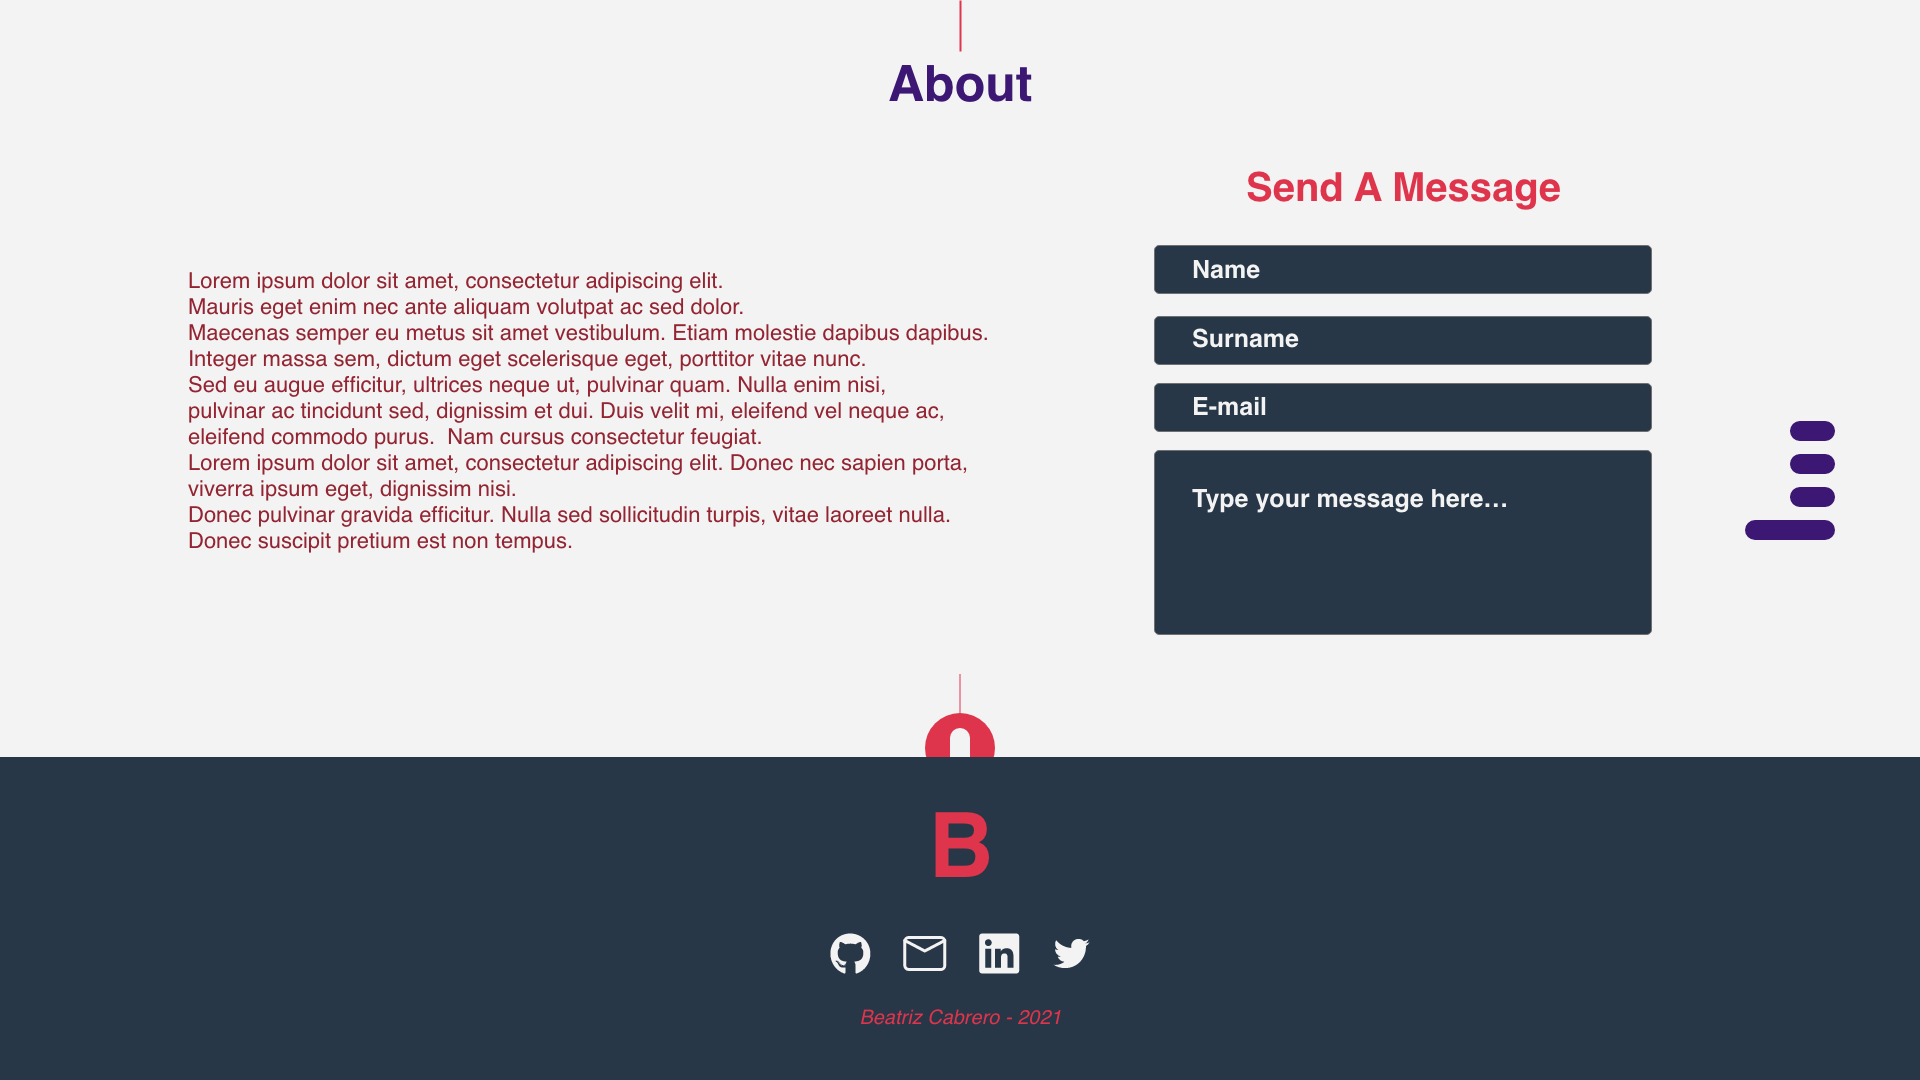 About
Lorem ipsum dolor sit amet, consectetur adipiscing elit.
Mauris eget enim nec ante aliquam volutpat ac sed dolor.
Maecenas semper eu metus sit amet vestibulum. Etiam molestie dapibus dapibus.
Integer massa sem, dictum eget scelerisque eget, porttitor vitae nunc.
Sed eu augue efficitur, ultrices neque ut, pulvinar quam. Nulla enim nisi,
pulvinar ac tincidunt sed, dignissim et dui. Duis velit mi, eleifend vel neque ac,
eleifend commodo purus.  Nam cursus consectetur feugiat.
Lorem ipsum dolor sit amet, consectetur adipiscing elit. Donec nec sapien porta,
viverra ipsum eget, dignissim nisi.
Donec pulvinar gravida efficitur. Nulla sed sollicitudin turpis, vitae laoreet nulla.
Donec suscipit pretium est non tempus.
Send A Message
Name
Surname
E-mail
Type your message here…
B
in
Beatriz Cabrero - 2021